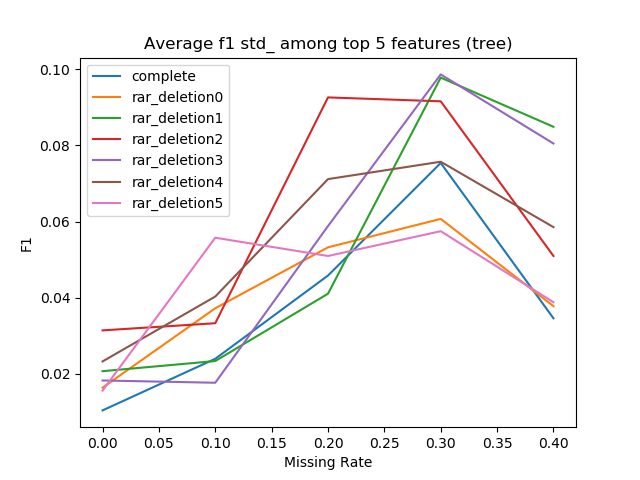 Average f1 std_ among top 5 features (tree)
complete
rar_deletion0
rar_deletion1
rar_deletion2
rar_deletion3
rar_deletion4
rar_deletion5
0.10
0.08
0.06
0.04
0.02
F1
0.00 0.05 0.10 0.15 0.20 0.25 0.30 0.35 0.40
Missing Rate